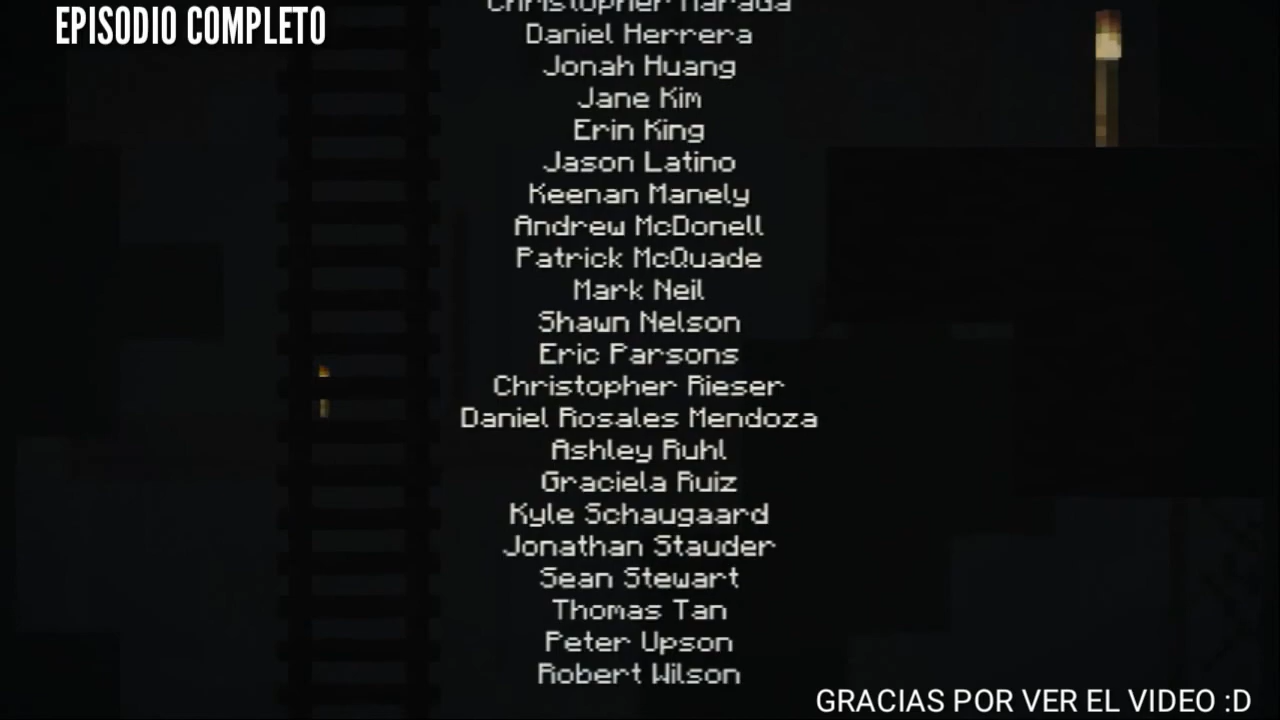 EPISODIO COMPLETO
Christopher Harada
Daniel Herrera
Jonah Huang
Jane Kim
Erin King
Jason Latino
Keenan Manely
Andrew McDonell
Patrick McQuade
Mark Neil
Shawn Nelson
Eric Parsons
Christopher Rieser
Daniel Rosales Mendoza
Ashley Ruhl
Graciela Ruiz
Kyle Schaugaard
Jonathan Stauder
Sean Stewart
Thomas Tan
Peter Upson
Robert Wilson
GRACIAS POR VER EL VIDEO :D